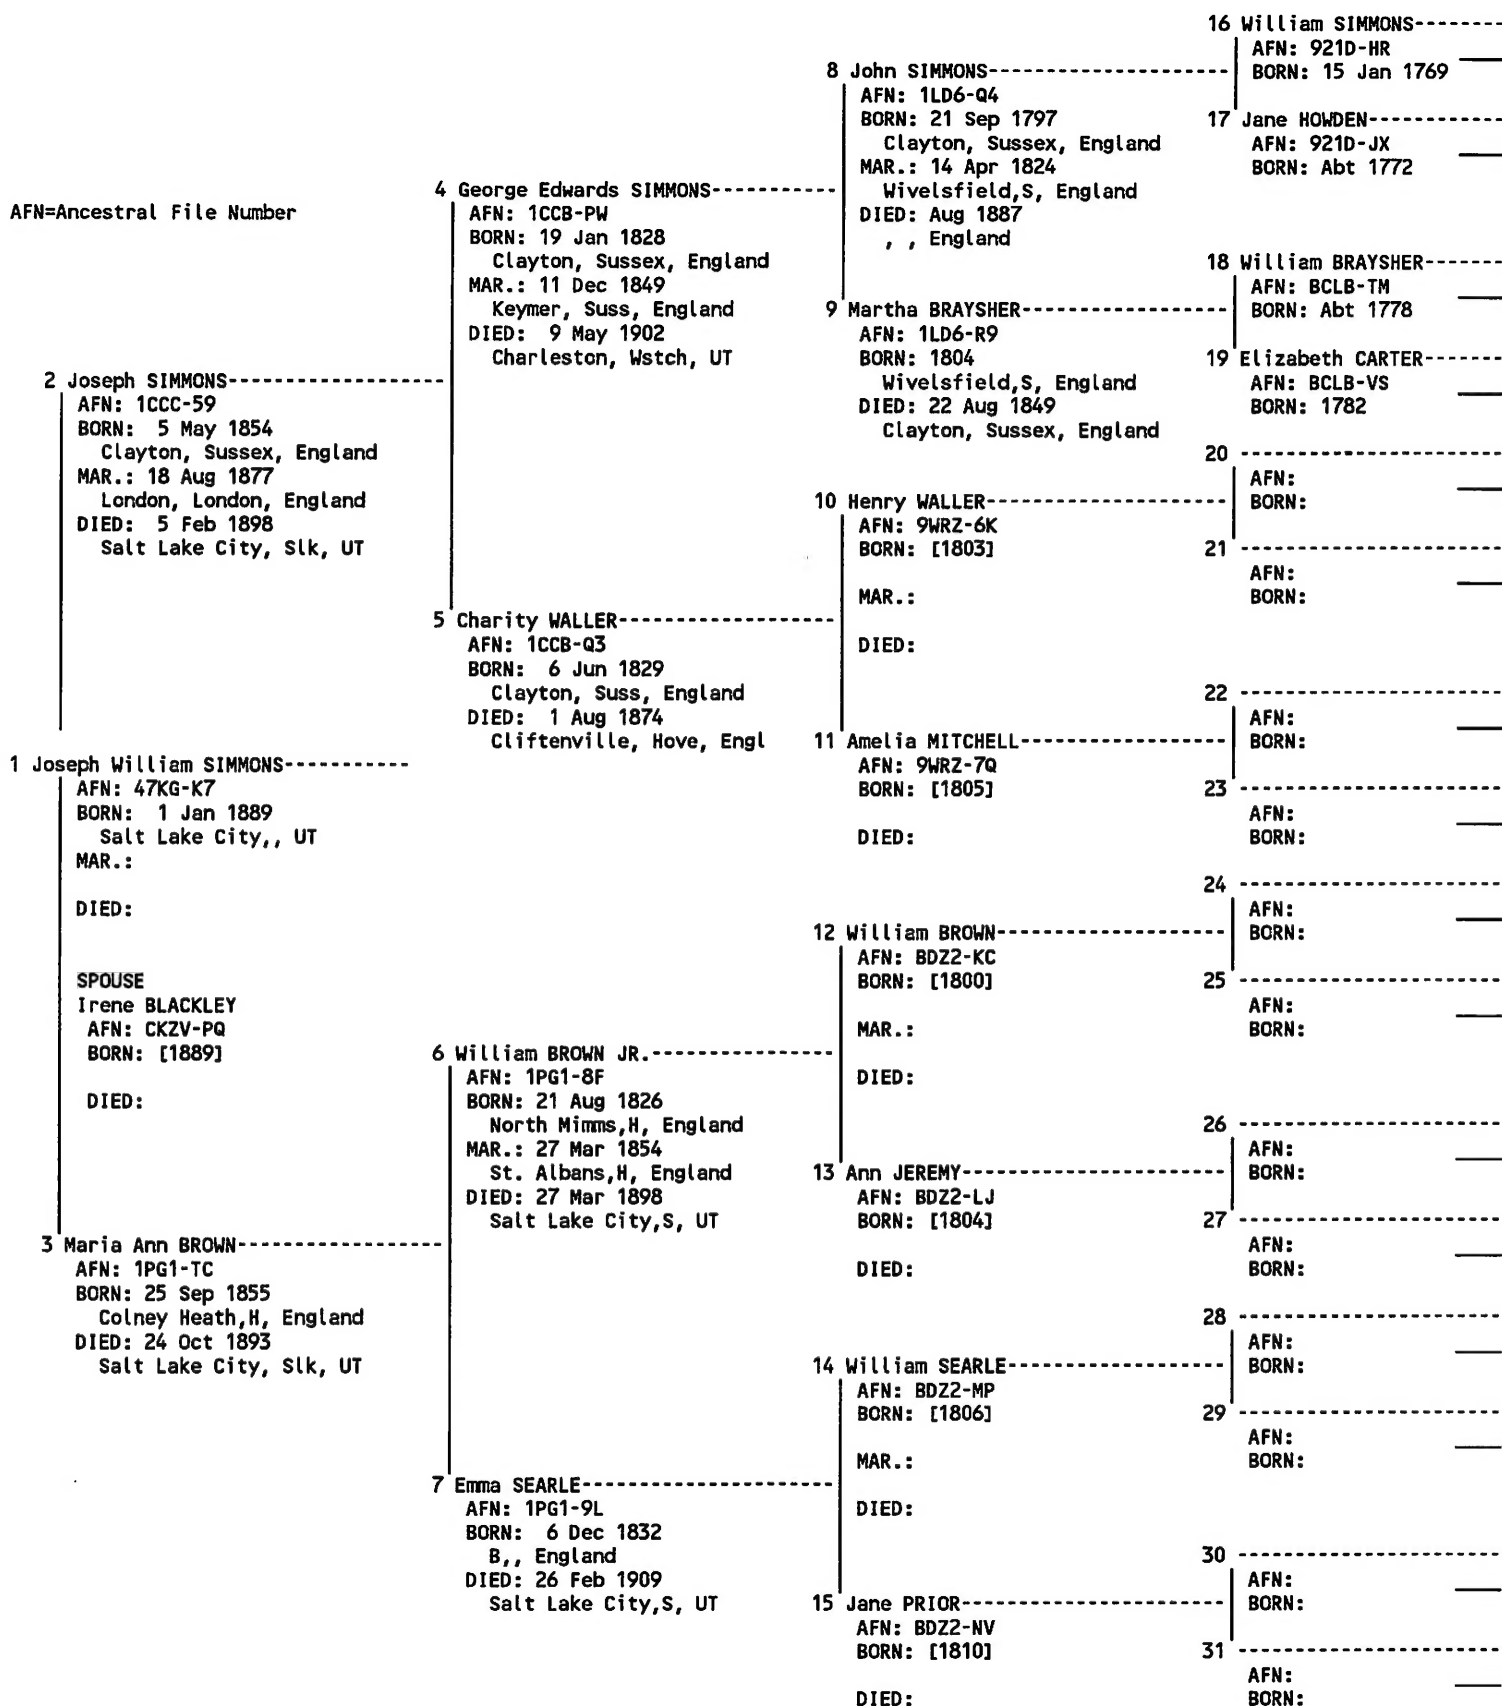 AFN=Ancestral File Number
1 Joseph William SIMMONS
AFN: 47KG-K7
BORN: 1 Jan 1889
Salt Lake City,, UT
MAR.:
DIED:
SPOUSE
Irene BLACKLEY
AFN: CKZV-PQ
BORN: [1889]
DIED:
2 Joseph SIMMONS
AFN: 1CCC-59
BORN: 5 May 1854
Clayton, Sussex, England
MAR.: 18 Aug 1877
London, London, England
DIED: 5 Feb 1898
Salt Lake City, Slk, UT
3 Maria Ann BROWN
AFN: 1PG1-TC
BORN: 25 Sep 1855
Colney Heath,H, England
DIED: 24 Oct 1893
Salt Lake City, Slk, UT
4 George Edwards SIMMONS
AFN: 1CCB-PW
BORN: 19 Jan 1828
Clayton, Sussex, England
MAR.: 11 Dec 1849
Keymer, Suss, England
DIED: 9 May 1902
Charleston, Wstch, UT
5 Charity WALLER
AFN: 1CCB-Q3
BORN: 6 Jun 1829
Clayton, Suss, England
DIED: 1 Aug 1874
Cliftenville, Hove, Engl
6 William BROWN JR.
AFN: 1PG1-8F
BORN: 21 Aug 1826
North Mimms,H, England
MAR.: 27 Mar 1854
St. Albans,H, England
DIED: 27 Mar 1898
Salt Lake City,S, UT
7 Emma SEARLE
AFN: 1PG1-9L
BORN: 6 Dec 1832
B,, England
DIED: 26 Feb 1909
Salt Lake City,S, UT
8 John SIMMONS
AFN: 1LD6-Q4
BORN: 21 Sep 1797
Clayton, Sussex, England
MAR.: 14 Apr 1824
Wivelsfield,S, England
DIED: Aug 1887
, , England
9 Martha BRAYSHER
AFN: 1LD6-R9
BORN: 1804
Wivelsfield,S, England
DIED: 22 Aug 1849
Clayton, Sussex, England
10 Henry WALLER
AFN: 9WRZ-6K
BORN: [1803]
MAR.:
DIED:
11 Amelia MITCHELL
AFN: 9WRZ-7Q
BORN: [1805]
DIED:
12 William BROWN
AFN: BDZ2-KC
BORN: [1800]
MAR.:
DIED:
13 Ann JEREMY
AFN: BDZ2-LJ
BORN: [1804]
DIED:
14 William SEARLE
AFN: BDZ2-MP
BORN: [1806]
MAR.:
DIED:
15 Jane PRIOR
AFN: BDZ2-NV
BORN: [1810]
DIED:
16 William SIMMONS
AFN: 921D-HR
BORN: 15 Jan 1769
17 Jane HOWDEN
AFN: 921D-JX
BORN: Abt 1772
18 William BRAYSHER
AFN: BCLB-TM
BORN: Abt 1778
19 Elizabeth CARTER
AFN: BCLB-VS
BORN: 1782
20
AFN:
BORN:
21
AFN:
BORN:
22
AFN:
BORN:
23
AFN:
BORN:
24
AFN:
BORN:
25
AFN:
BORN:
26
AFN:
BORN:
27
AFN:
BORN:
28
AFN:
BORN:
29
AFN:
BORN:
30
AFN:
BORN:
31
AFN:
BORN: